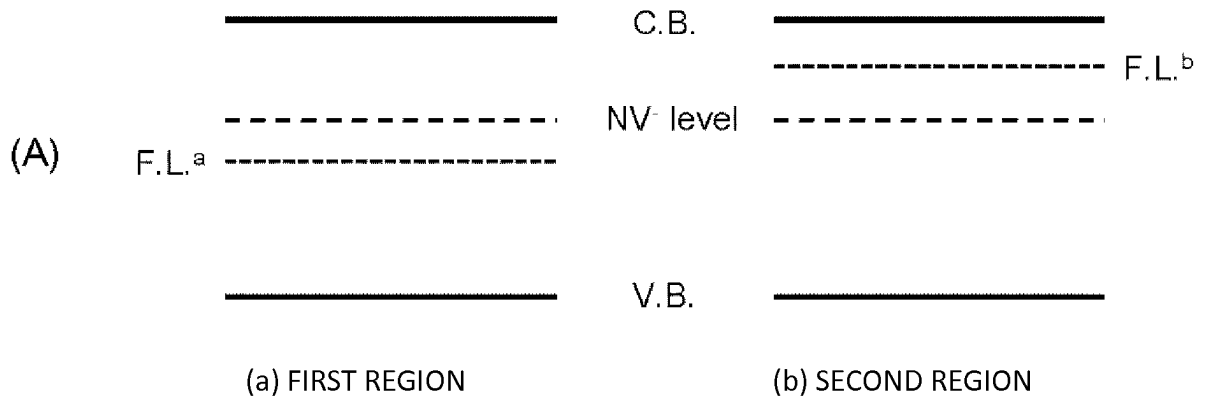 C.B.
F.L.ᵇ
NV⁻ level
(A)
F.L.ᵃ
V.B.
(a) FIRST REGION
(b) SECOND REGION